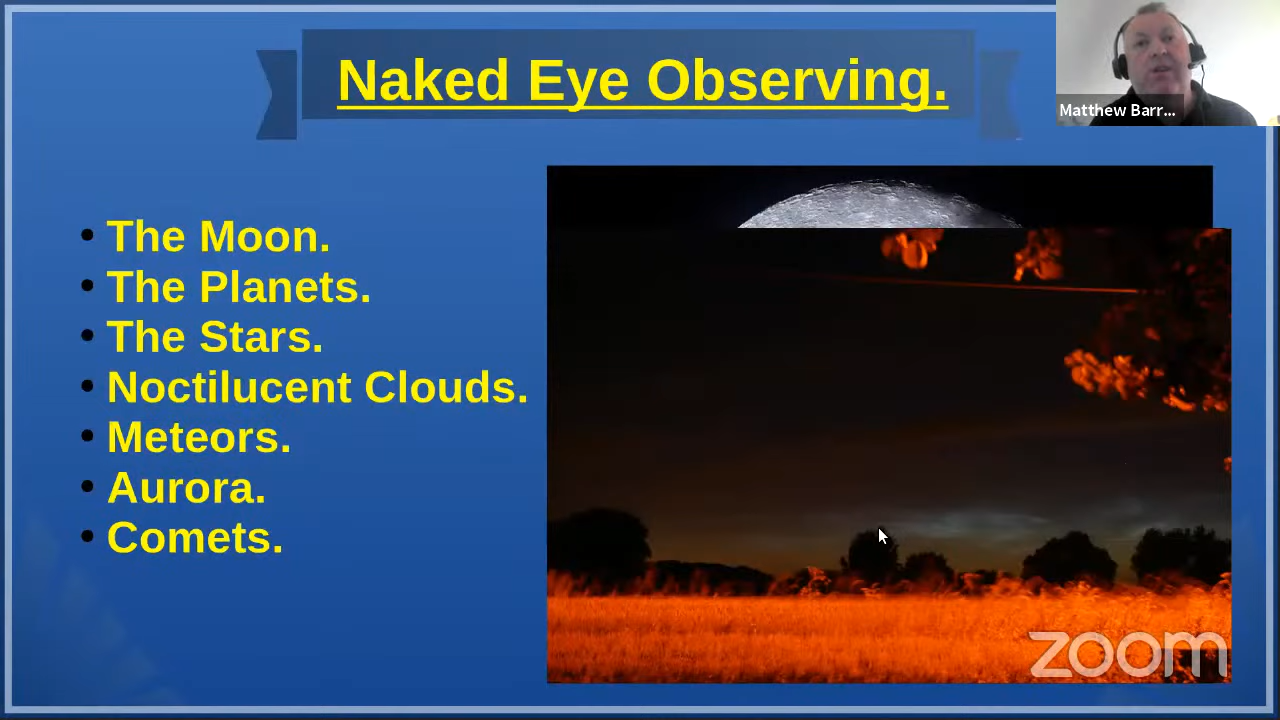 Naked Eye Observing.
Matthew Barr...
• The Moon.
• The Planets.
• The Stars.
• Noctilucent Clouds.
• Meteors.
• Aurora.
• Comets.
zoom